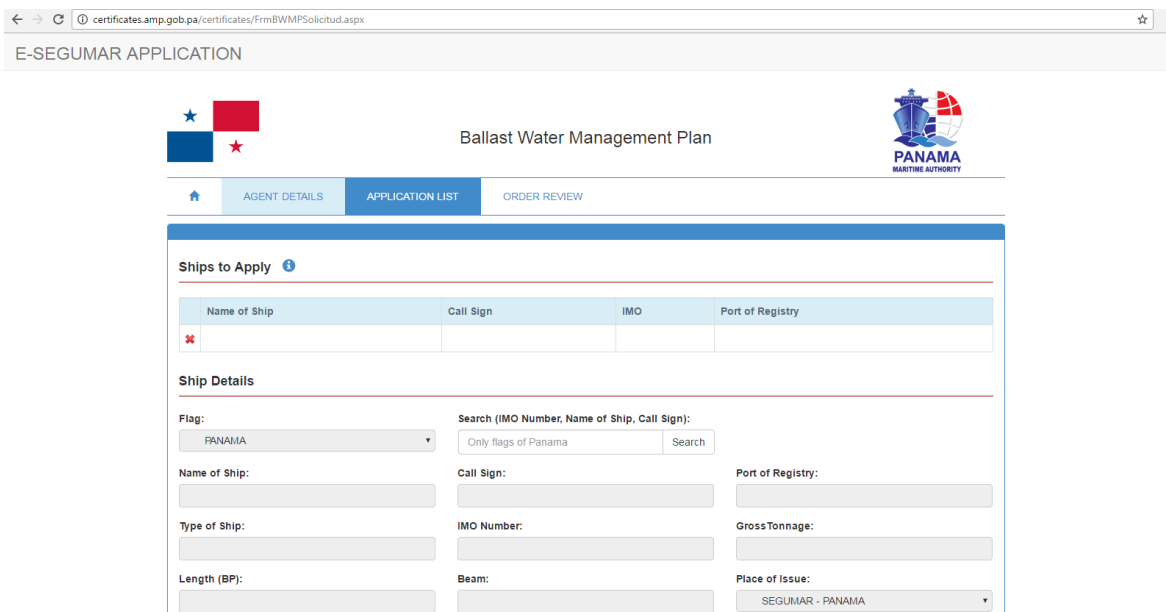 certificates.amp.gob.pa/certificates/FrmBWMPSolicitud.aspx
E-SEGUMAR APPLICATION
Ballast Water Management Plan
PANAMA
MARITIME AUTHORITY
AGENT DETAILS APPLICATION LIST ORDER REVIEW
Ships to Apply
Name of Ship Call Sign IMO Port of Registry
Ship Details
Flag: Search (IMO Number, Name of Ship, Call Sign):
PANAMA Only flags of Panama Search
Name of Ship: Call Sign: Port of Registry:
Type of Ship: IMO Number: GrossTonnage:
Length (BP): Beam: Place of Issue:
SEGUMAR - PANAMA